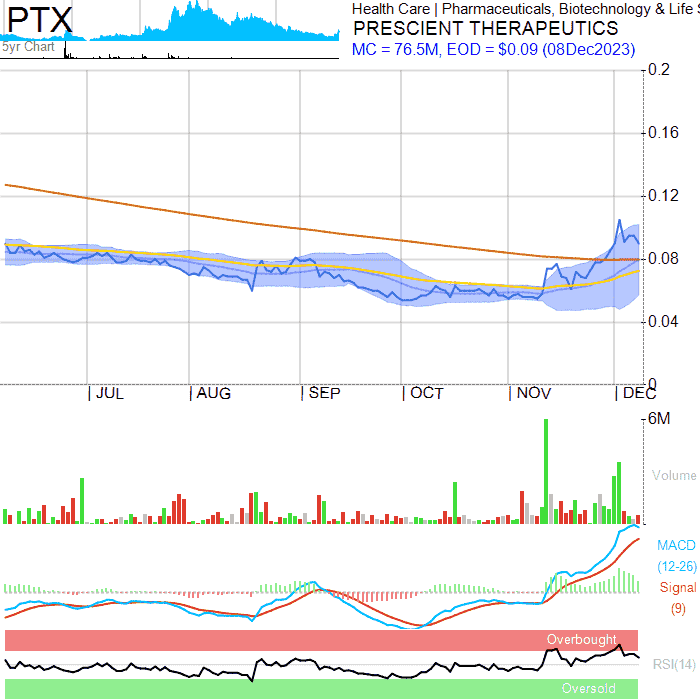 PTX
5yr Chart
Health Care | Pharmaceuticals, Biotechnology & Life S
PRESCIENT THERAPEUTICS
MC = 76.5M, EOD = $0.09 (08Dec2023)
0.2
0.16
0.12
0.08
0.04
0
JUL AUG SEP OCT NOV DEC
6M
Volume
MACD
(12-26)
Signal
(9)
Overbought
RSI(14)
Oversold